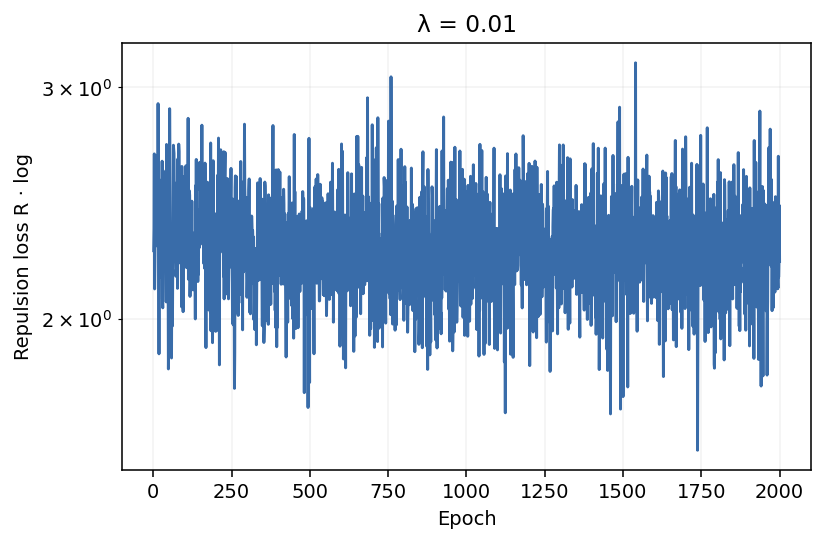 λ = 0.01
Repulsion loss R · log
3 × 10⁰
2 × 10⁰
0 250 500 750 1000 1250 1500 1750 2000
Epoch